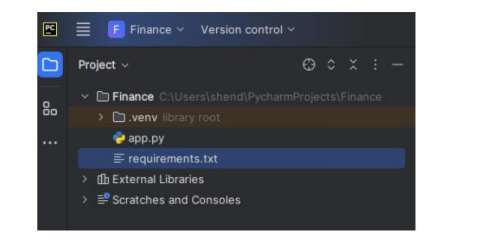 PC
F Finance Version control
Project
Finance C:\Users\shend\PycharmProjects\Finance
.venv library root
app.py
requirements.txt
External Libraries
Scratches and Consoles